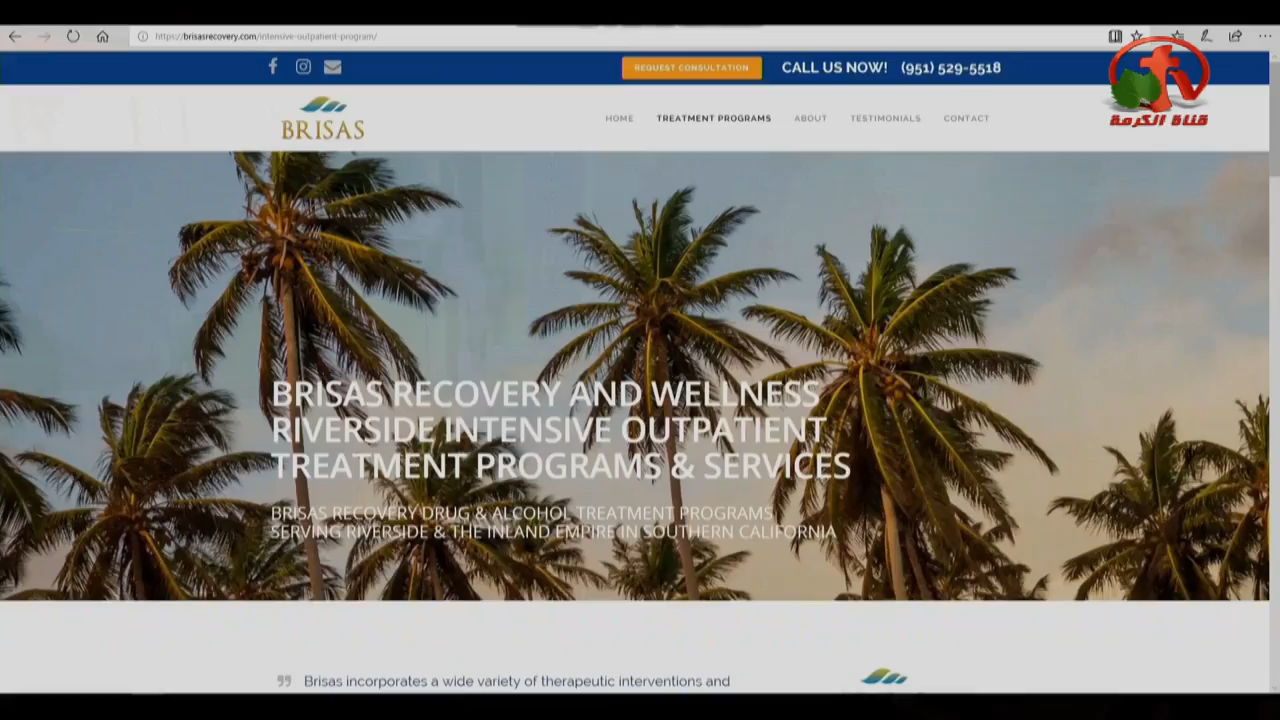 https://brisasrecovery.com/intensive-outpatient-program/
REQUEST CONSULTATION
CALL US NOW! (951) 529-5518
tv
قناة الكرمة
BRISAS
HOME TREATMENT PROGRAMS ABOUT TESTIMONIALS CONTACT
BRISAS RECOVERY AND WELLNESS
RIVERSIDE INTENSIVE OUTPATIENT
TREATMENT PROGRAMS & SERVICES
BRISAS RECOVERY DRUG & ALCOHOL TREATMENT PROGRAMS
SERVING RIVERSIDE & THE INLAND EMPIRE IN SOUTHERN CALIFORNIA
Brisas incorporates a wide variety of therapeutic interventions and